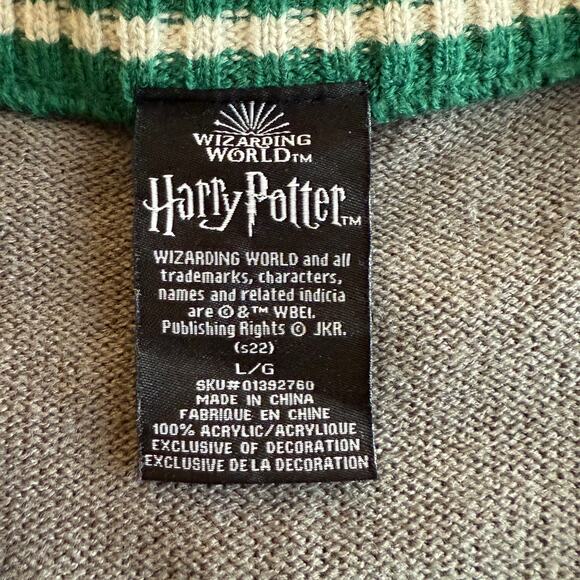 WIZARDING
WORLD™
Harry Potter™
WIZARDING WORLD and all
trademarks, characters,
names and related indicia
are © & ™ WBEI.
Publishing Rights © JKR.
(s22)
L/G
SKU#01392760
MADE IN CHINA
FABRIQUE EN CHINE
100% ACRYLIC/ACRYLIQUE
EXCLUSIVE OF DECORATION
EXCLUSIVE DE LA DECORATION